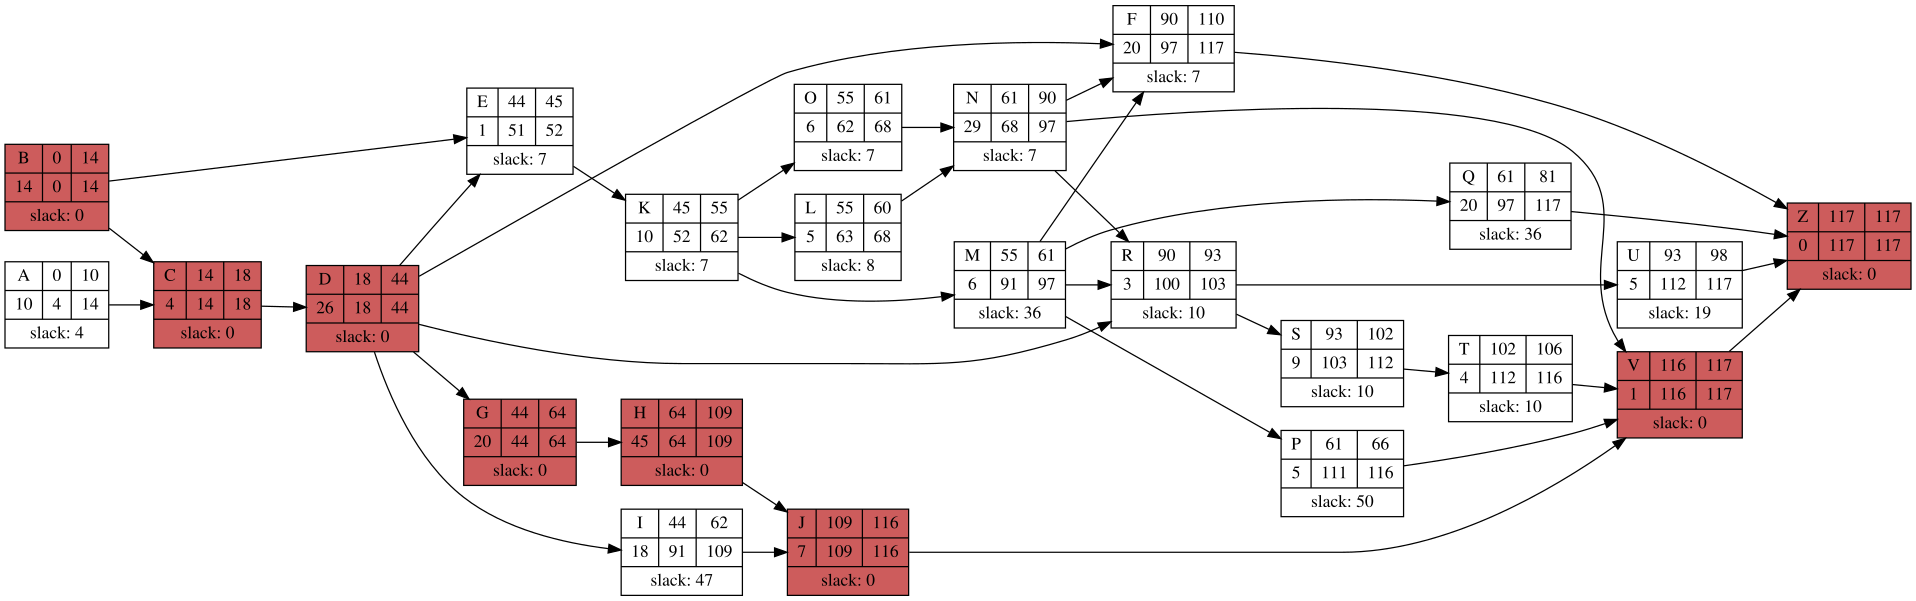 F 90 110
20 97 117
slack: 7
O 55 61
6 62 68
slack: 7
N 61 90
29 68 97
slack: 7
E 44 45
1 51 52
slack: 7
B 0 14
14 0 14
slack: 0
Q 61 81
20 97 117
slack: 36
K 45 55
10 52 62
slack: 7
L 55 60
5 63 68
slack: 8
Z 117 117
0 117 117
slack: 0
M 55 61
6 91 97
slack: 36
R 90 93
3 100 103
slack: 10
U 93 98
5 112 117
slack: 19
A 0 10
10 4 14
slack: 4
C 14 18
4 14 18
slack: 0
D 18 44
26 18 44
slack: 0
S 93 102
9 103 112
slack: 10
T 102 106
4 112 116
slack: 10
V 116 117
1 116 117
slack: 0
G 44 64
20 44 64
slack: 0
H 64 109
45 64 109
slack: 0
P 61 66
5 111 116
slack: 50
I 44 62
18 91 109
slack: 47
J 109 116
7 109 116
slack: 0